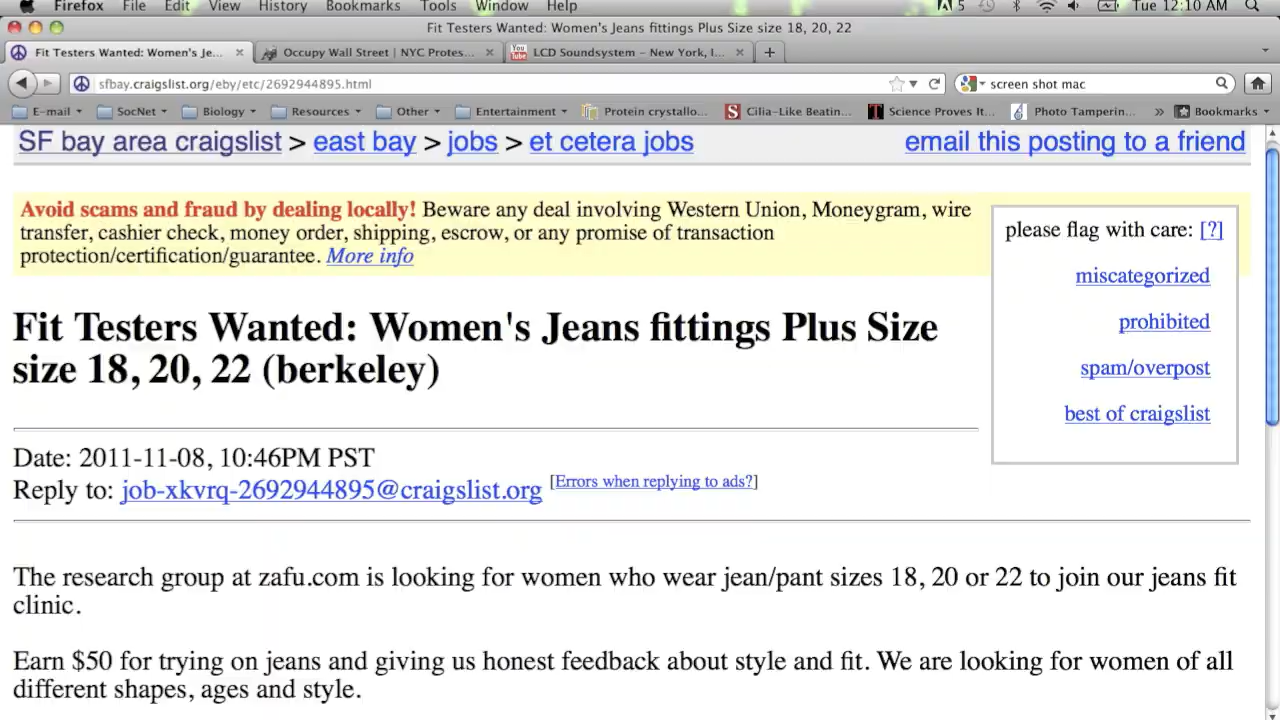 Firefox File Edit View History Bookmarks Tools Window Help 5 Tue 12:10 AM
Fit Testers Wanted: Women's Jeans fittings Plus Size size 18, 20, 22
Fit Testers Wanted: Women's Je... Occupy Wall Street | NYC Protes... LCD Soundsystem – New York, I...
sfbay.craigslist.org/eby/etc/2692944895.html screen shot mac
E-mail SocNet Biology Resources Other Entertainment Protein crystallo... Cilia-Like Beatin... Science Proves It... Photo Tamperin... » Bookmarks
SF bay area craigslist > east bay > jobs > et cetera jobs email this posting to a friend
Avoid scams and fraud by dealing locally! Beware any deal involving Western Union, Moneygram, wire
transfer, cashier check, money order, shipping, escrow, or any promise of transaction
protection/certification/guarantee. More info
please flag with care: [?]
miscategorized
prohibited
spam/overpost
best of craigslist
Fit Testers Wanted: Women's Jeans fittings Plus Size
size 18, 20, 22 (berkeley)
Date: 2011-11-08, 10:46PM PST
Reply to: job-xkvrq-2692944895@craigslist.org [Errors when replying to ads?]
The research group at zafu.com is looking for women who wear jean/pant sizes 18, 20 or 22 to join our jeans fit
clinic.
Earn $50 for trying on jeans and giving us honest feedback about style and fit. We are looking for women of all
different shapes, ages and style.